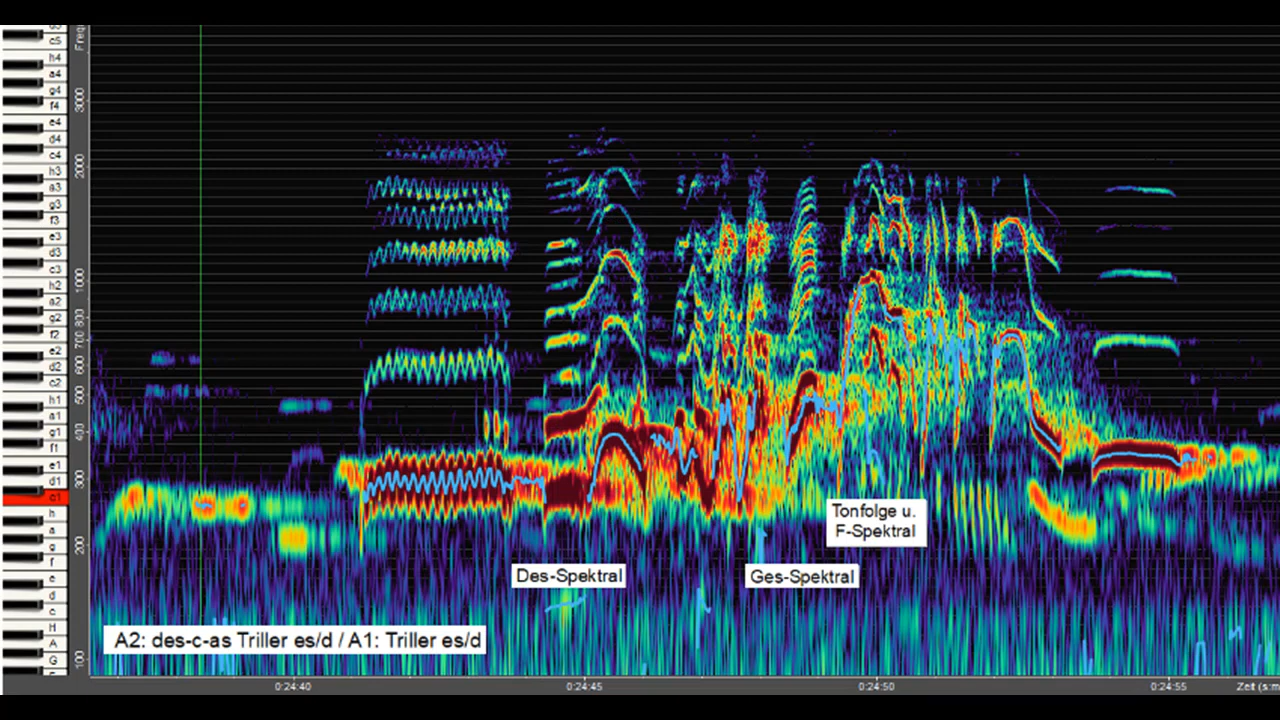 c5
Freq
h4
a4
g4
f4
3000
e4
d4
c4
2000
h3
a3
g3
f3
e3
d3
c3
1000
h2
a2
800
g2
700
f2
600
e2
d2
500
c2
h1
a1
400
g1
f1
e1
300
d1
c1
h
a
200
g
f
e
d
c
H
A
100
G
Tonfolge u.
F-Spektral
Des-Spektral
Ges-Spektral
A2: des-c-as Triller es/d / A1: Triller es/d
0:24:40
0:24:45
0:24:50
0:24:55
Zeit (s:m